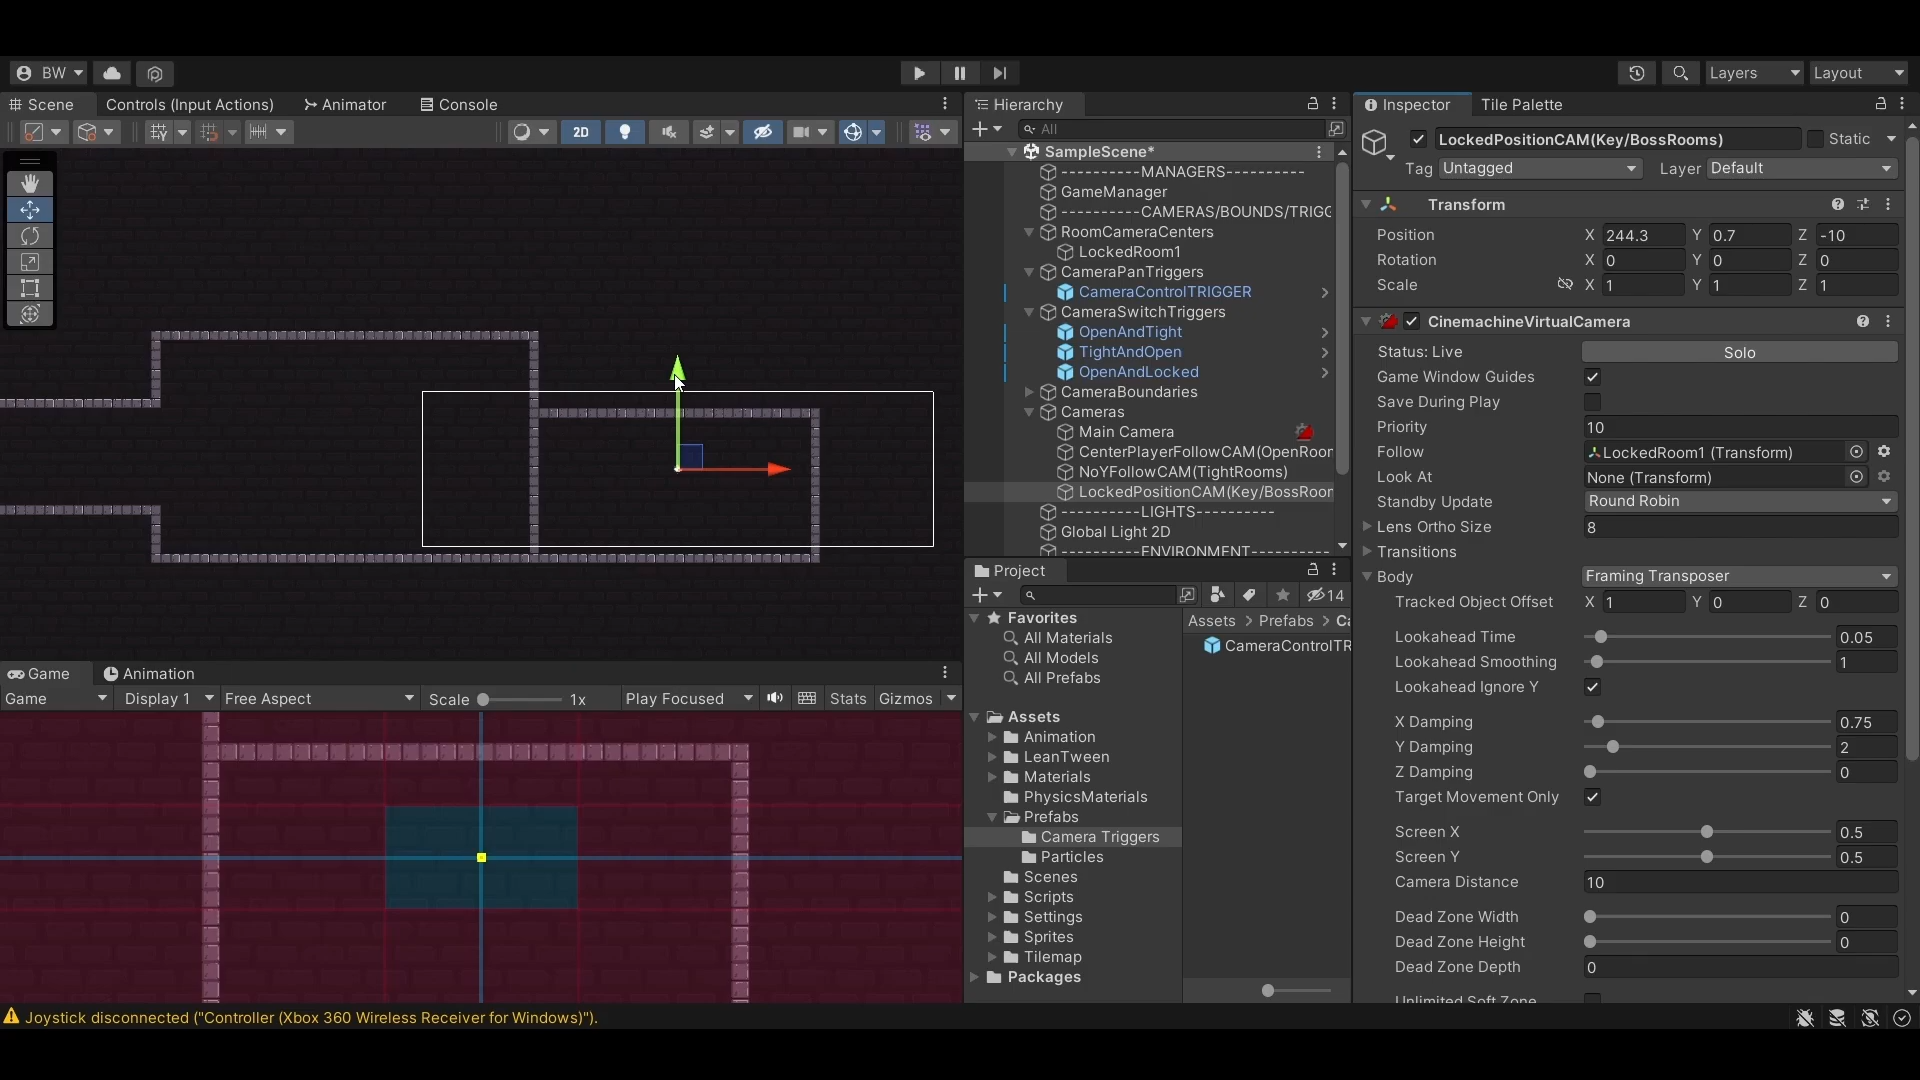 BW
Layers
Layout
Scene
Controls (Input Actions)
Animator
Console
2D
Hierarchy
All
SampleScene*
----------MANAGERS----------
GameManager
----------CAMERAS/BOUNDS/TRIGG
RoomCameraCenters
LockedRoom1
CameraPanTriggers
CameraControlTRIGGER
CameraSwitchTriggers
OpenAndTight
TightAndOpen
OpenAndLocked
CameraBoundaries
Cameras
Main Camera
CenterPlayerFollowCAM(OpenRoon
NoYFollowCAM(TightRooms)
LockedPositionCAM(Key/BossRoon
----------LIGHTS----------
Global Light 2D
----------ENVIRONMENT----------
Inspector
Tile Palette
LockedPositionCAM(Key/BossRooms)
Static
Tag Untagged
Layer Default
Transform
Position X 244.3 Y 0.7 Z -10
Rotation X 0 Y 0 Z 0
Scale X 1 Y 1 Z 1
CinemachineVirtualCamera
Status: Live Solo
Game Window Guides
Save During Play
Priority 10
Follow LockedRoom1 (Transform)
Look At None (Transform)
Standby Update Round Robin
Lens Ortho Size 8
Transitions
Body Framing Transposer
Tracked Object Offset X 1 Y 0 Z 0
Lookahead Time 0.05
Lookahead Smoothing 1
Lookahead Ignore Y
X Damping 0.75
Y Damping 2
Z Damping 0
Target Movement Only
Screen X 0.5
Screen Y 0.5
Camera Distance 10
Dead Zone Width 0
Dead Zone Height 0
Dead Zone Depth 0
Unlimited Soft Zone
Project
14
Favorites
All Materials
All Models
All Prefabs
Assets
Animation
LeanTween
Materials
PhysicsMaterials
Prefabs
Camera Triggers
Particles
Scenes
Scripts
Settings
Sprites
Tilemap
Packages
Assets > Prefabs > Ca
CameraControlTR
Game
Animation
Game
Display 1
Free Aspect
Scale 1x
Play Focused
Stats
Gizmos
Joystick disconnected ("Controller (Xbox 360 Wireless Receiver for Windows)").